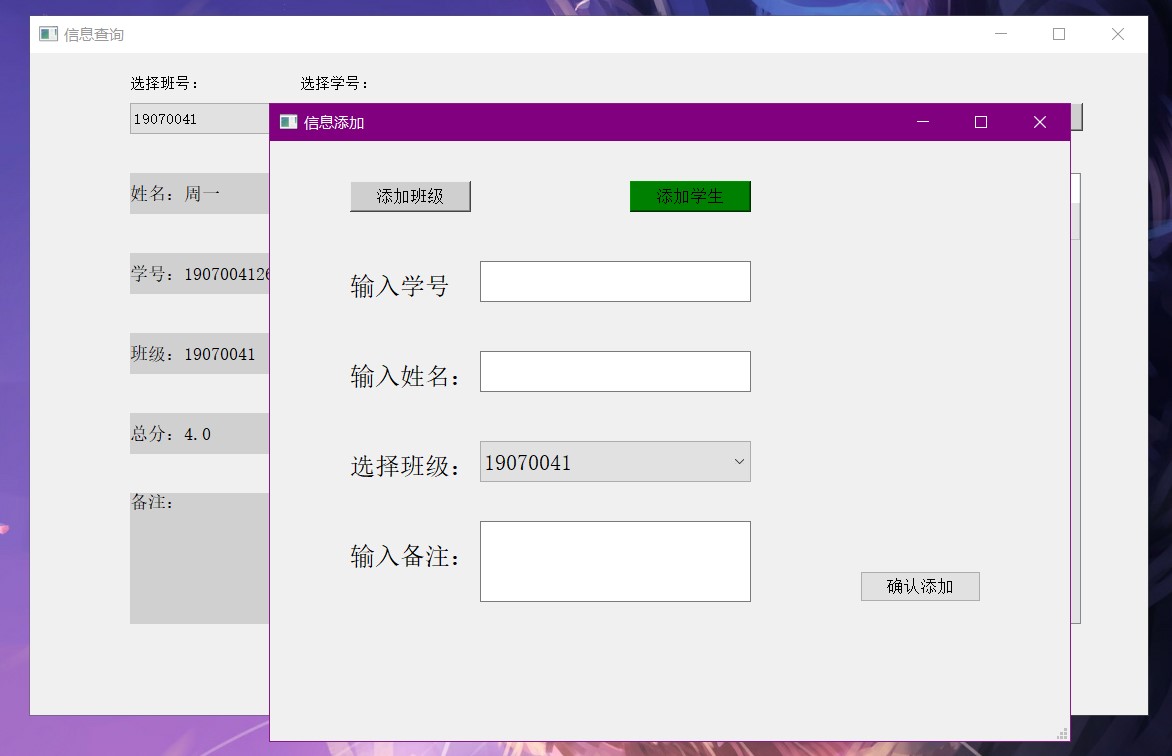 信息查询
选择班号：
选择学号：
19070041
信息添加
添加班级
添加学生
姓名：周一
输入学号
学号：1907004126
输入姓名：
班级：19070041
总分：4.0
选择班级：
19070041
备注：
输入备注：
确认添加